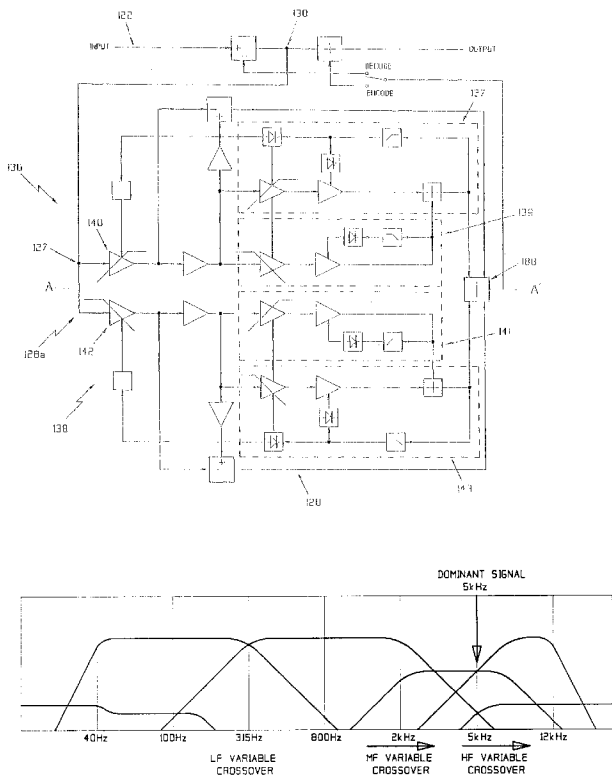 122
130
INPUT
OUTPUT
DECODE
ENCODE
137
136
140
139
127
A
A'
188
128a
142
141
138
128
143
DOMINANT SIGNAL
5kHz
40Hz 100Hz 315Hz 800Hz 2kHz 5kHz 12kHz
LF VARIABLE
CROSSOVER
MF VARIABLE
CROSSOVER
HF VARIABLE
CROSSOVER